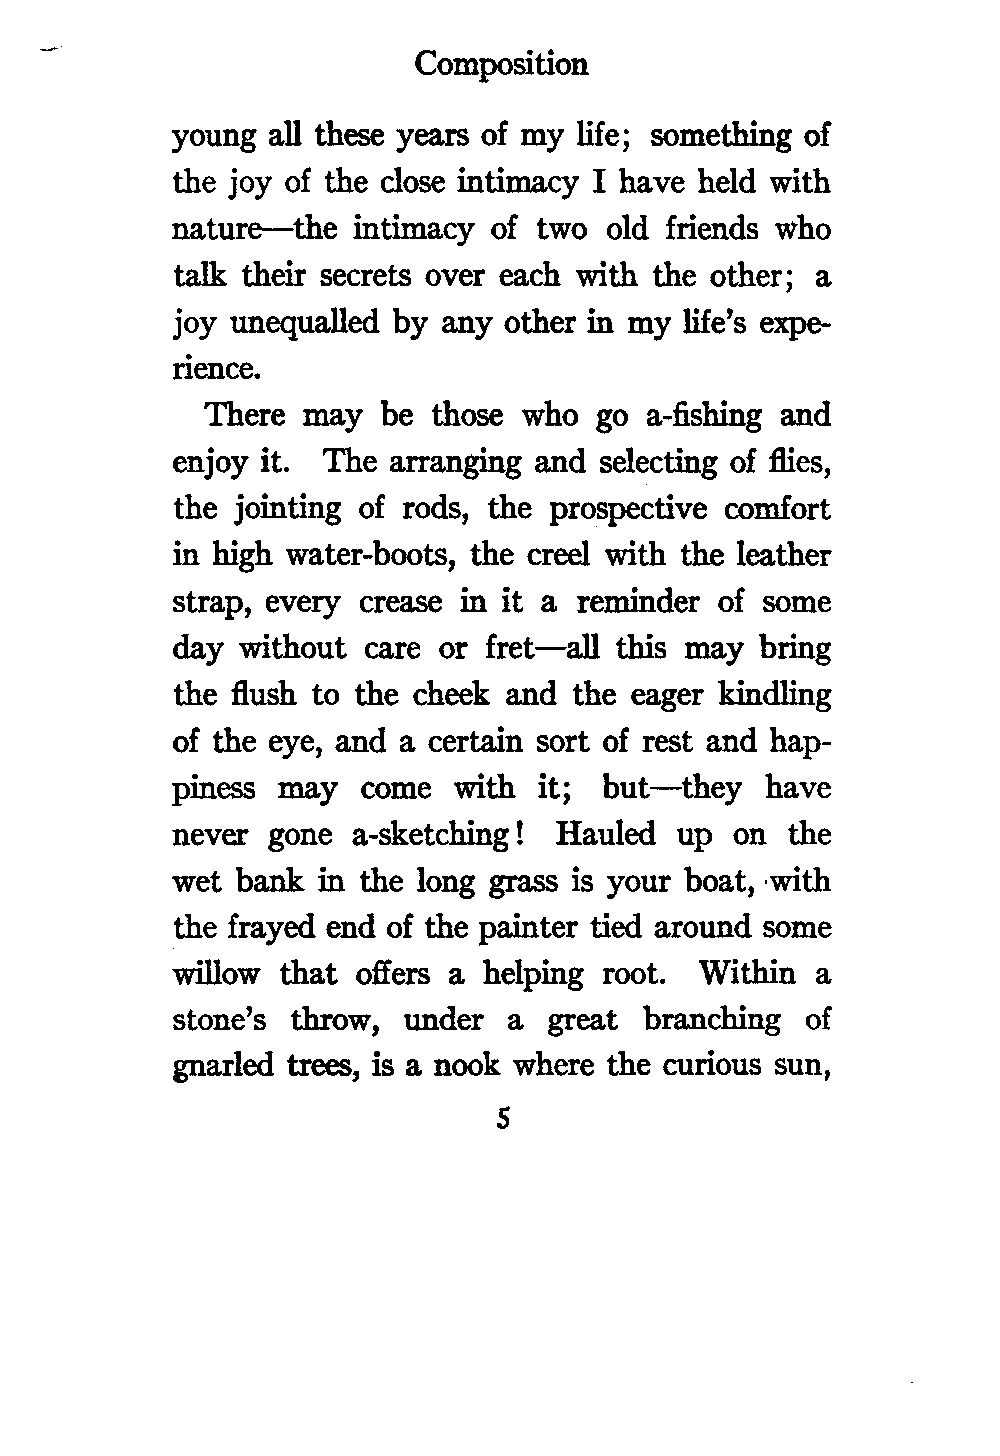 Composition
young all these years of my life; something of
the joy of the close intimacy I have held with
nature—the intimacy of two old friends who
talk their secrets over each with the other; a
joy unequalled by any other in my life's expe-
rience.
There may be those who go a-fishing and
enjoy it. The arranging and selecting of flies,
the jointing of rods, the prospective comfort
in high water-boots, the creel with the leather
strap, every crease in it a reminder of some
day without care or fret—all this may bring
the flush to the cheek and the eager kindling
of the eye, and a certain sort of rest and hap-
piness may come with it; but—they have
never gone a-sketching! Hauled up on the
wet bank in the long grass is your boat, with
the frayed end of the painter tied around some
willow that offers a helping root. Within a
stone's throw, under a great branching of
gnarled trees, is a nook where the curious sun,
5